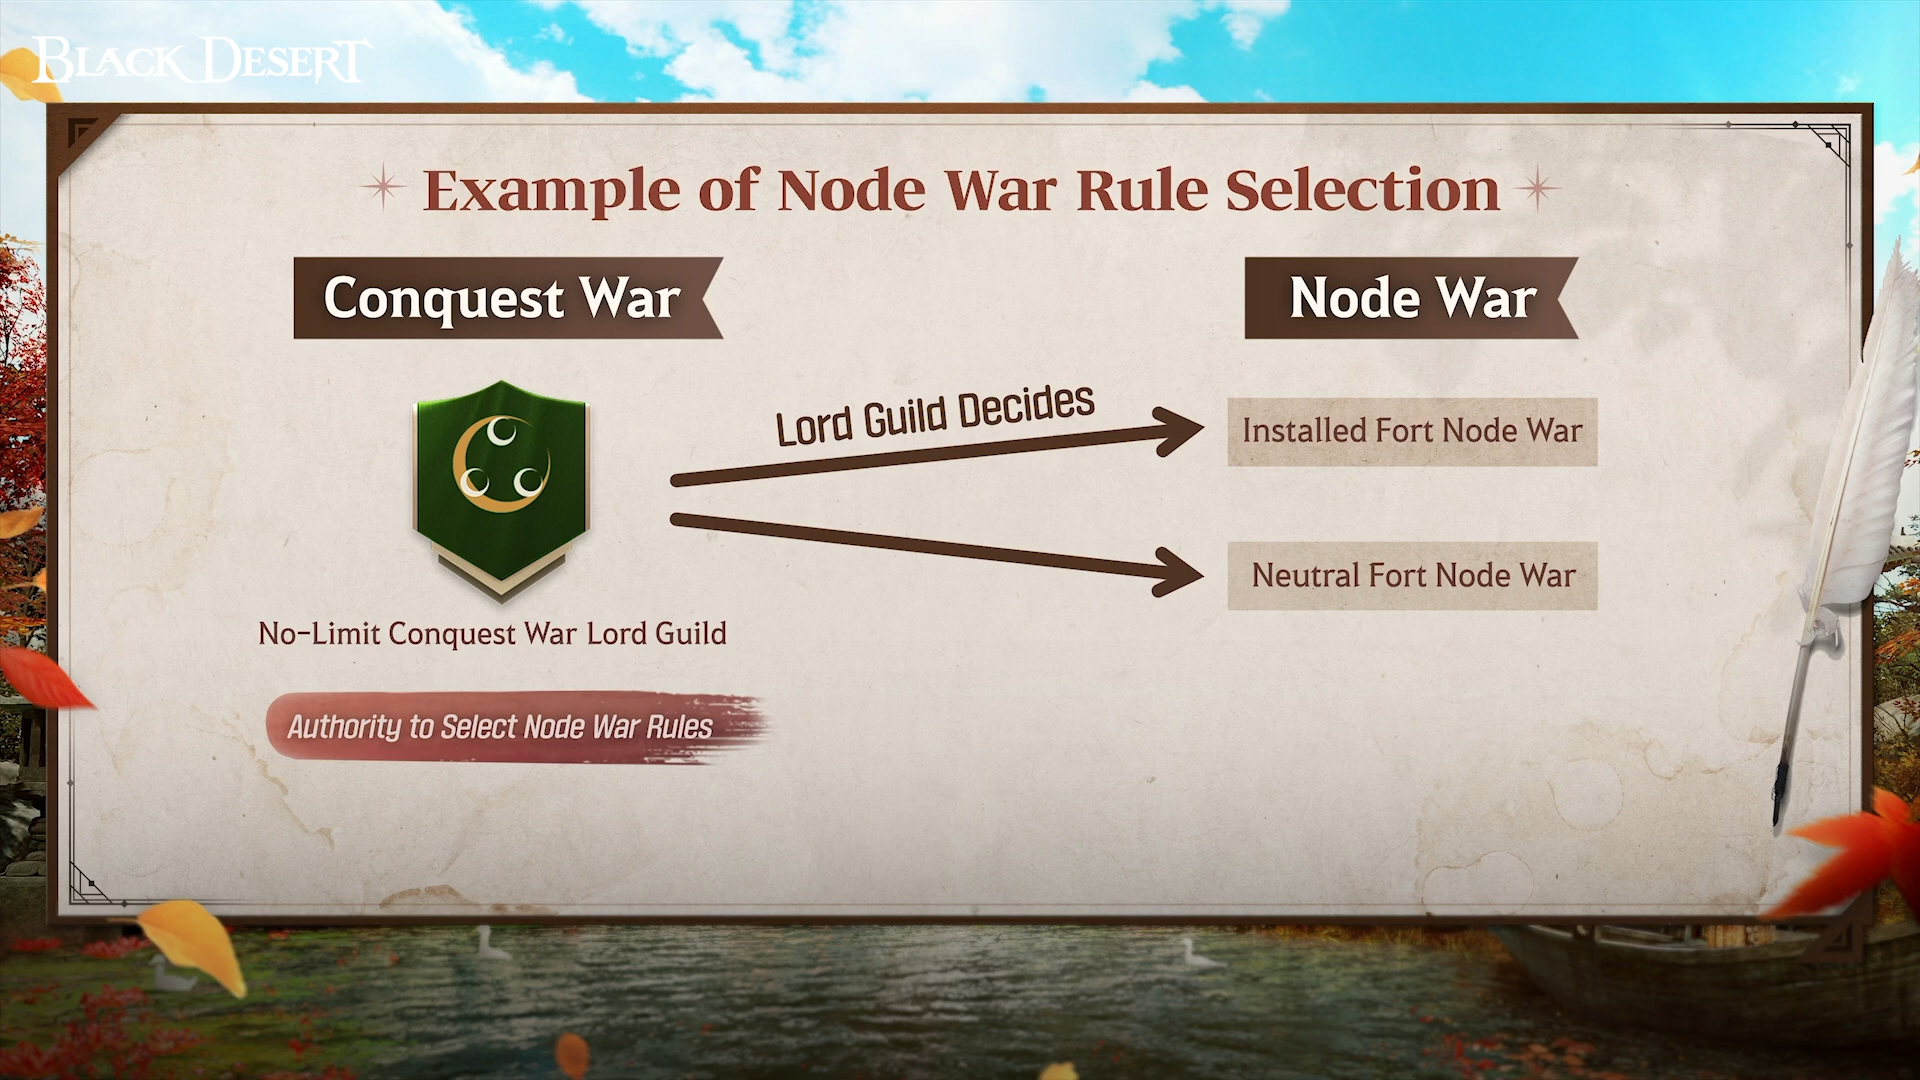 BLACK DESERT
Example of Node War Rule Selection
Conquest War
Node War
Lord Guild Decides
Installed Fort Node War
Neutral Fort Node War
No-Limit Conquest War Lord Guild
Authority to Select Node War Rules